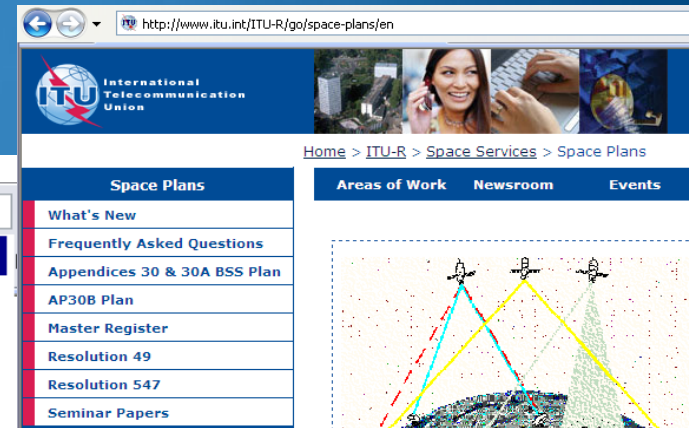 http://www.itu.int/ITU-R/go/space-plans/en
ITU
International
Telecommunication
Union
Home > ITU-R > Space Services > Space Plans
Space Plans
Areas of Work Newsroom Events
What's New
Frequently Asked Questions
Appendices 30 & 30A BSS Plan
AP30B Plan
Master Register
Resolution 49
Resolution 547
Seminar Papers